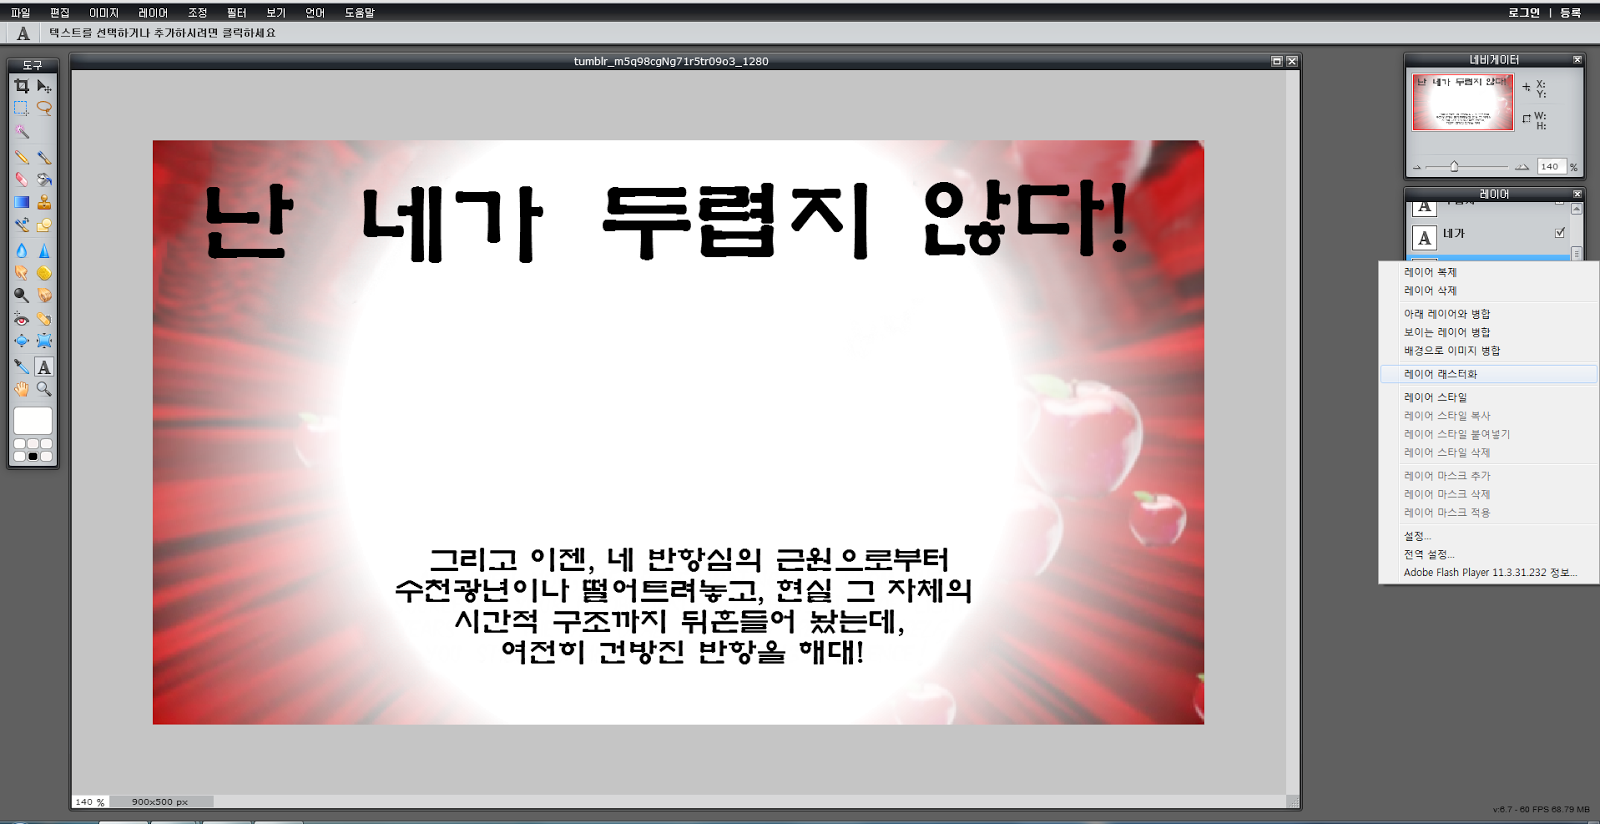 파일 편집 이미지 레이어 조정 필터 보기 언어 도움말 로그인 | 등록
A 텍스트를 선택하거나 추가하시려면 클릭하세요
도구
tumblr_m5q98cgNg71r5tr09o3_1280
난 네가 두렵지 않다!
그리고 이젠, 네 반항심의 근원으로부터
수천광년이나 떨어트려놓고, 현실 그 자체의
시간적 구조까지 뒤흔들어 놨는데,
여전히 건방진 반항을 해대!
140 % 900x500 px
네비게이터
난 네가 두렵지 않다!
X:
Y:
W:
H:
140 %
레이어
A
A 네가
레이어 복제
레이어 삭제
아래 레이어와 병합
보이는 레이어 병합
배경으로 이미지 병합
레이어 래스터화
레이어 스타일
레이어 스타일 복사
레이어 스타일 붙여넣기
레이어 스타일 삭제
레이어 마스크 추가
레이어 마스크 삭제
레이어 마스크 적용
설정...
전역 설정...
Adobe Flash Player 11.3.31.232 정보...
v:6.7 - 60 FPS 68.79 MB